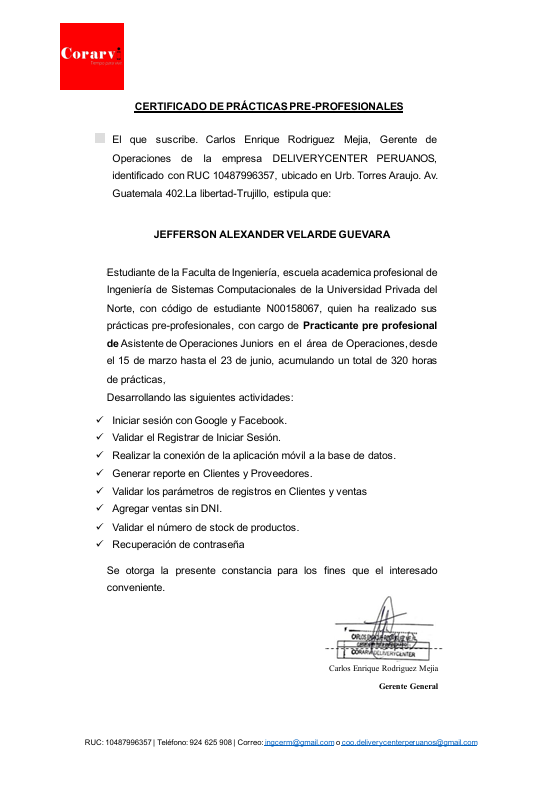 Corarv
CERTIFICADO DE PRÁCTICAS PRE-PROFESIONALES
El que suscribe. Carlos Enrique Rodriguez Mejia, Gerente de
Operaciones de la empresa DELIVERYCENTER PERUANOS,
identificado con RUC 10487996357, ubicado en Urb. Torres Araujo. Av.
Guatemala 402.La libertad-Trujillo, estipula que:
JEFFERSON ALEXANDER VELARDE GUEVARA
Estudiante de la Faculta de Ingeniería, escuela academica profesional de
Ingeniería de Sistemas Computacionales de la Universidad Privada del
Norte, con código de estudiante N00158067, quien ha realizado sus
prácticas pre-profesionales, con cargo de Practicante pre profesional
de Asistente de Operaciones Juniors en el área de Operaciones, desde
el 15 de marzo hasta el 23 de junio, acumulando un total de 320 horas
de prácticas,
Desarrollando las siguientes actividades:
✓ Iniciar sesión con Google y Facebook.
✓ Validar el Registrar de Iniciar Sesión.
✓ Realizar la conexión de la aplicación móvil a la base de datos.
✓ Generar reporte en Clientes y Proveedores.
✓ Validar los parámetros de registros en Clientes y ventas
✓ Agregar ventas sin DNI.
✓ Validar el número de stock de productos.
✓ Recuperación de contraseña
Se otorga la presente constancia para los fines que el interesado
conveniente.
CORARV DELIVERYCENTER
Carlos Enrique Rodriguez Mejia
Gerente General
RUC: 10487996357 | Teléfono: 924 625 908 | Correo: ingcerm@gmail.com o coo.deliverycenterperuanos@gmail.com